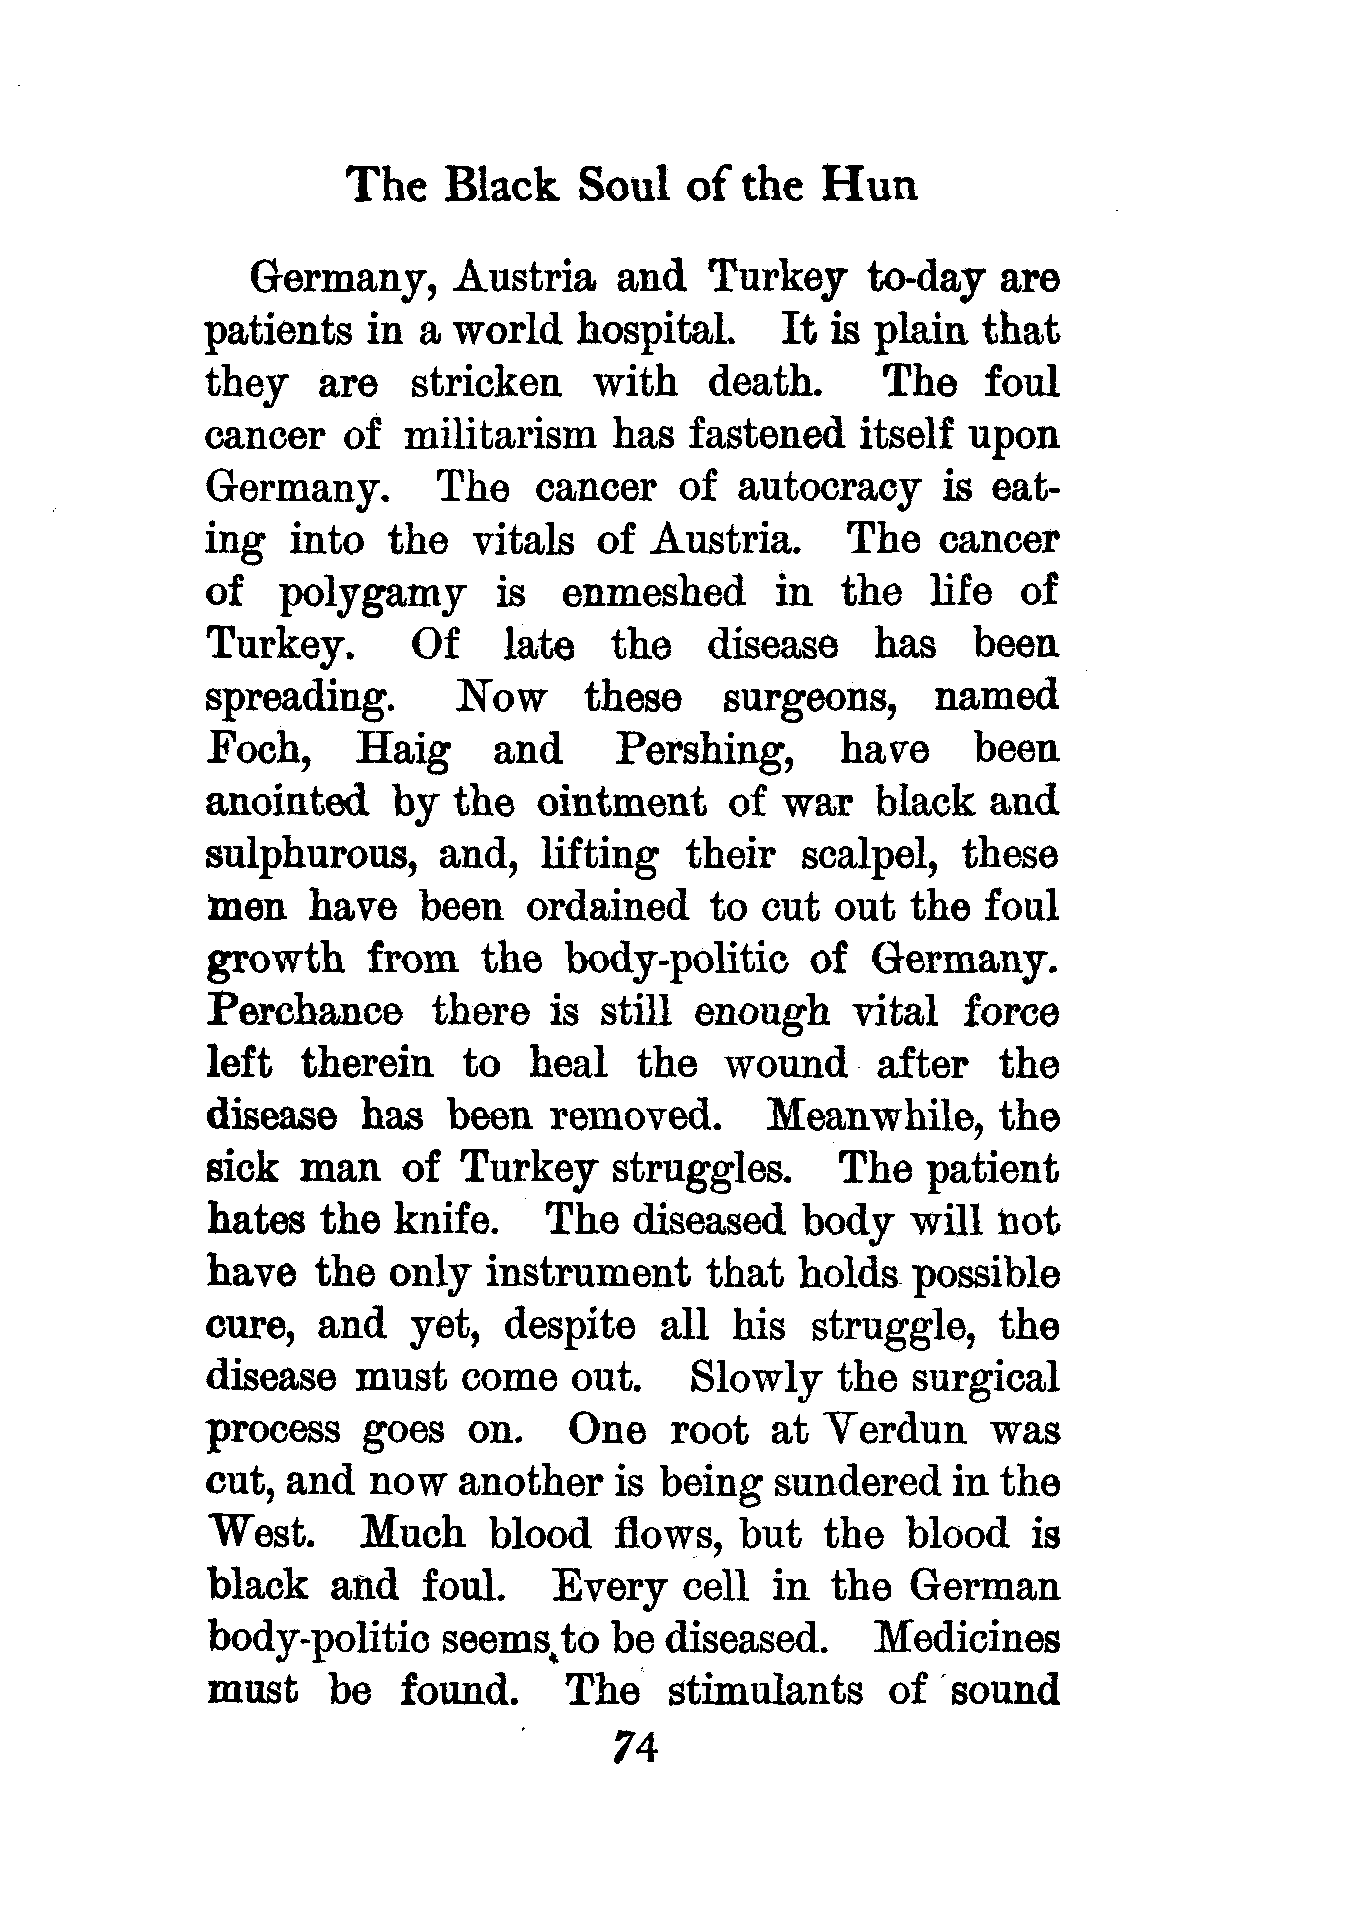 The Black Soul of the Hun
Germany, Austria and Turkey to-day are
patients in a world hospital. It is plain that
they are stricken with death. The foul
cancer of militarism has fastened itself upon
Germany. The cancer of autocracy is eat-
ing into the vitals of Austria. The cancer
of polygamy is enmeshed in the life of
Turkey. Of late the disease has been
spreading. Now these surgeons, named
Foch, Haig and Pershing, have been
anointed by the ointment of war black and
sulphurous, and, lifting their scalpel, these
men have been ordained to cut out the foul
growth from the body-politic of Germany.
Perchance there is still enough vital force
left therein to heal the wound after the
disease has been removed. Meanwhile, the
sick man of Turkey struggles. The patient
hates the knife. The diseased body will not
have the only instrument that holds possible
cure, and yet, despite all his struggle, the
disease must come out. Slowly the surgical
process goes on. One root at Verdun was
cut, and now another is being sundered in the
West. Much blood flows, but the blood is
black and foul. Every cell in the German
body-politic seems to be diseased. Medicines
must be found. The stimulants of sound
74